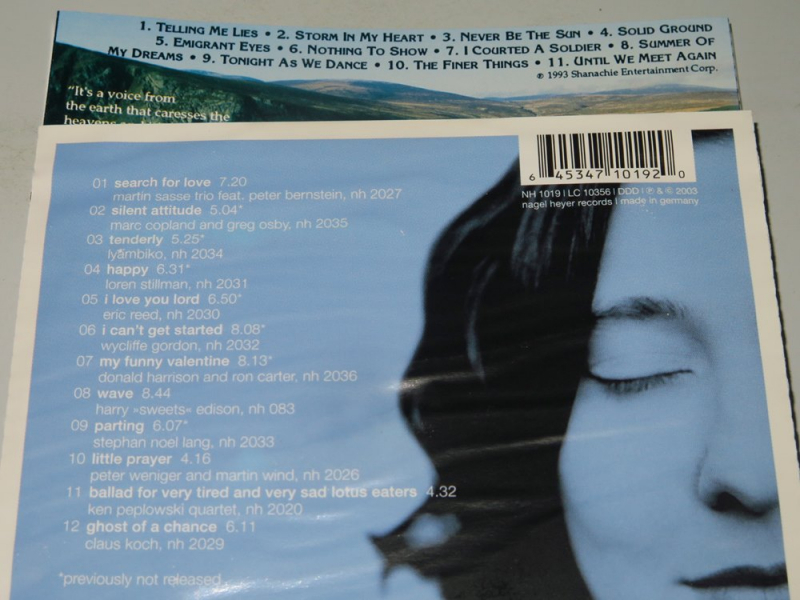 1. Telling Me Lies • 2. Storm In My Heart • 3. Never Be The Sun • 4. Solid Ground
5. Emigrant Eyes • 6. Nothing To Show • 7. I Courted A Soldier • 8. Summer Of
My Dreams • 9. Tonight As We Dance • 10. The Finer Things • 11. Until We Meet Again
℗ 1993 Shanachie Entertainment Corp.
"It's a voice from
the earth that caresses the
6 45347 10192 0
NH 1019 | LC 10356 | DDD | ℗ & © 2003
nagel heyer records | made in germany
01 search for love 7.20
martin sasse trio feat. peter bernstein, nh 2027
02 silent attitude 5.04*
marc copland and greg osby, nh 2035
03 tenderly 5.25*
lyambiko, nh 2034
04 happy 6.31*
loren stillman, nh 2031
05 i love you lord 6.50*
eric reed, nh 2030
06 i can't get started 8.08*
wycliffe gordon, nh 2032
07 my funny valentine 8.13*
donald harrison and ron carter, nh 2036
08 wave 8.44
harry »sweets« edison, nh 083
09 parting 6.07*
stephan noel lang, nh 2033
10 little prayer 4.16
peter weniger and martin wind, nh 2026
11 ballad for very tired and very sad lotus eaters 4.32
ken peplowski quartet, nh 2020
12 ghost of a chance 6.11
claus koch, nh 2029
*previously not released